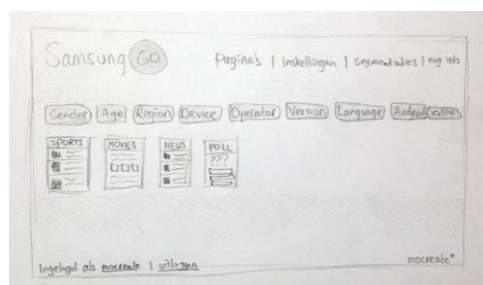 Samsung GO
Pagina's | Instellingen | Segmentaties | nog iets
Gender Age Region Device Operator Version Language Android version
SPORTS MOVIES NEWS POLL
???
Ingelogd als mocreate | uitloggen
mocreate*